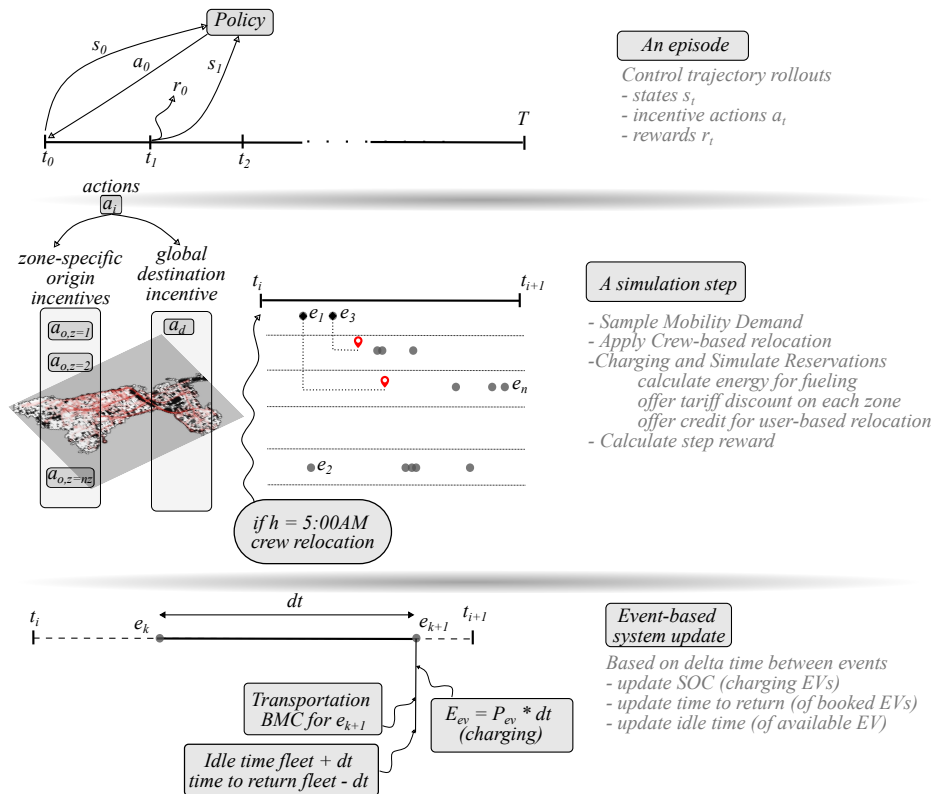 Policy
s0
a0
s1
r0
t0
t1
t2
T
An episode
Control trajectory rollouts
- states st
- incentive actions at
- rewards rt
actions
ai
zone-specific
origin
incentives
global
destination
incentive
ao,z=1
ao,z=2
ao,z=nz
ad
ti
ti+1
e1
e3
en
e2
if h = 5:00AM
crew relocation
A simulation step
- Sample Mobility Demand
- Apply Crew-based relocation
-Charging and Simulate Reservations
calculate energy for fueling
offer tariff discount on each zone
offer credit for user-based relocation
- Calculate step reward
ti
dt
ti+1
ek
ek+1
Transportation
BMC for ek+1
Eev = Pev * dt
(charging)
Idle time fleet + dt
time to return fleet - dt
Event-based
system update
Based on delta time between events
- update SOC (charging EVs)
- update time to return (of booked EVs)
- update idle time (of available EV)